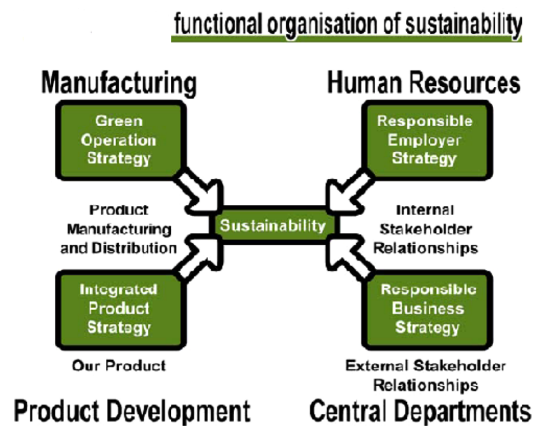 functional organisation of sustainability
Manufacturing
Human Resources
Green
Operation
Strategy
Responsible
Employer
Strategy
Product
Manufacturing
and Distribution
Sustainability
Internal
Stakeholder
Relationships
Integrated
Product
Strategy
Responsible
Business
Strategy
Our Product
External Stakeholder
Relationships
Product Development
Central Departments